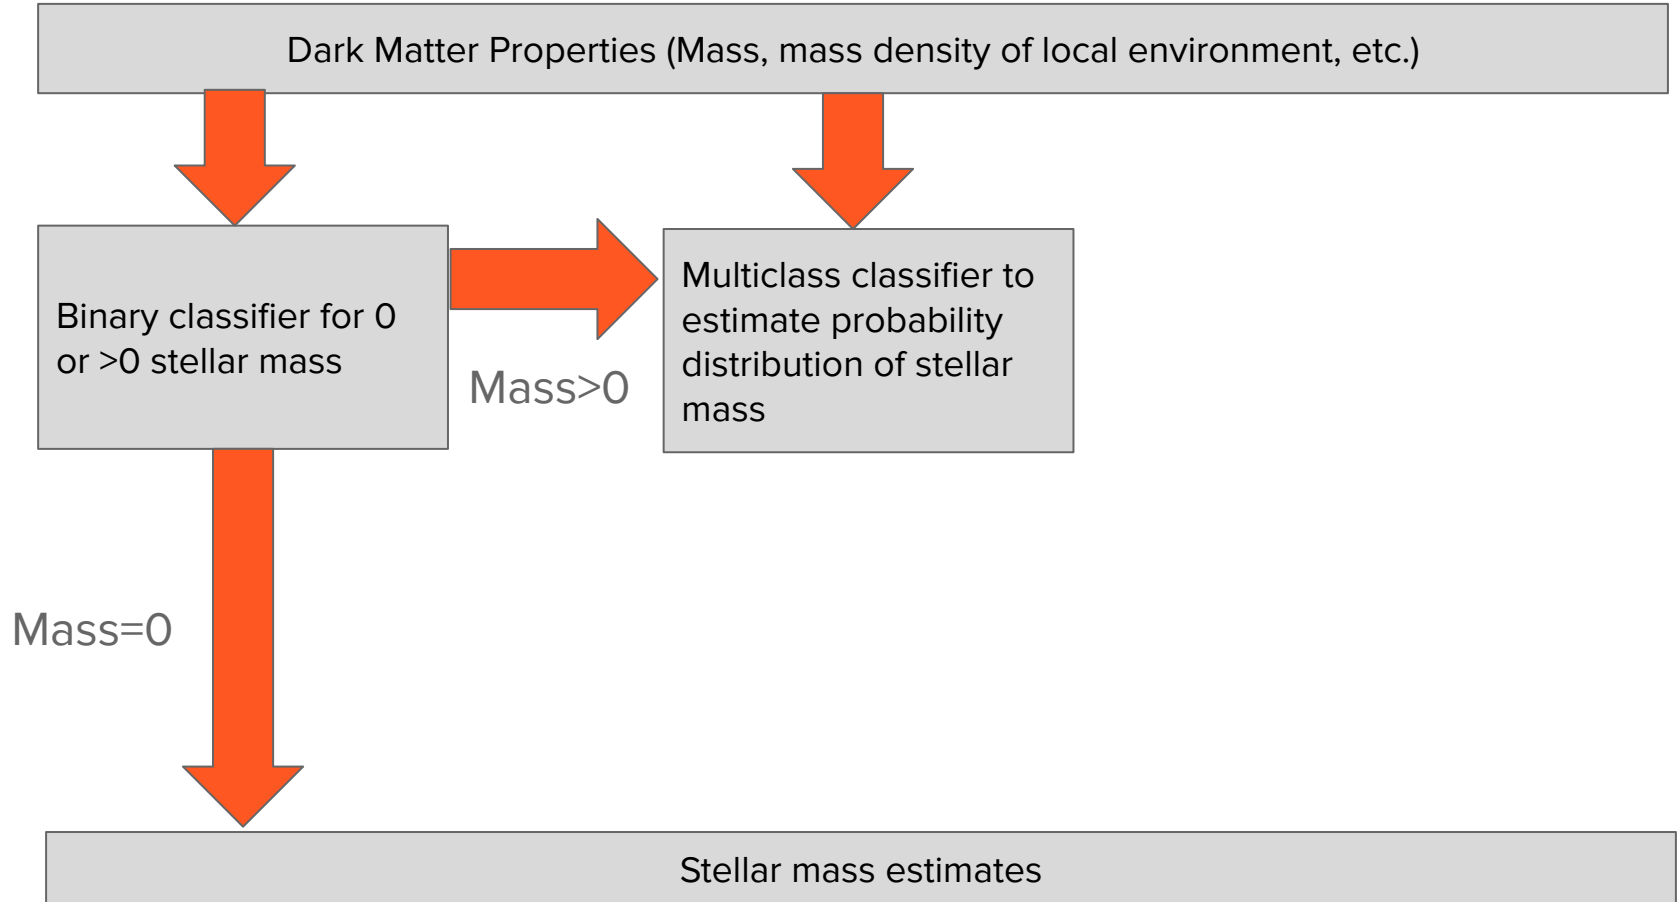 Dark Matter Properties (Mass, mass density of local environment, etc.)
Binary classifier for 0
or >0 stellar mass
Mass>0
Multiclass classifier to
estimate probability
distribution of stellar
mass
Mass=0
Stellar mass estimates